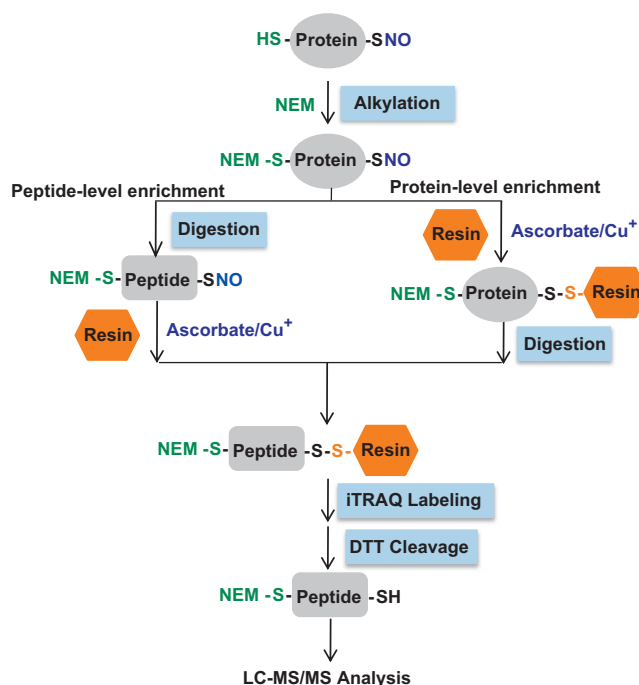 HS-Protein-SNO
NEM Alkylation
NEM -S-Protein-SNO
Peptide-level enrichment
Protein-level enrichment
Digestion
Resin Ascorbate/Cu+
NEM -S-Peptide-SNO
NEM -S-Protein-S-S-Resin
Resin Ascorbate/Cu+
Digestion
NEM -S-Peptide-S-S-Resin
iTRAQ Labeling
DTT Cleavage
NEM -S-Peptide-SH
LC-MS/MS Analysis